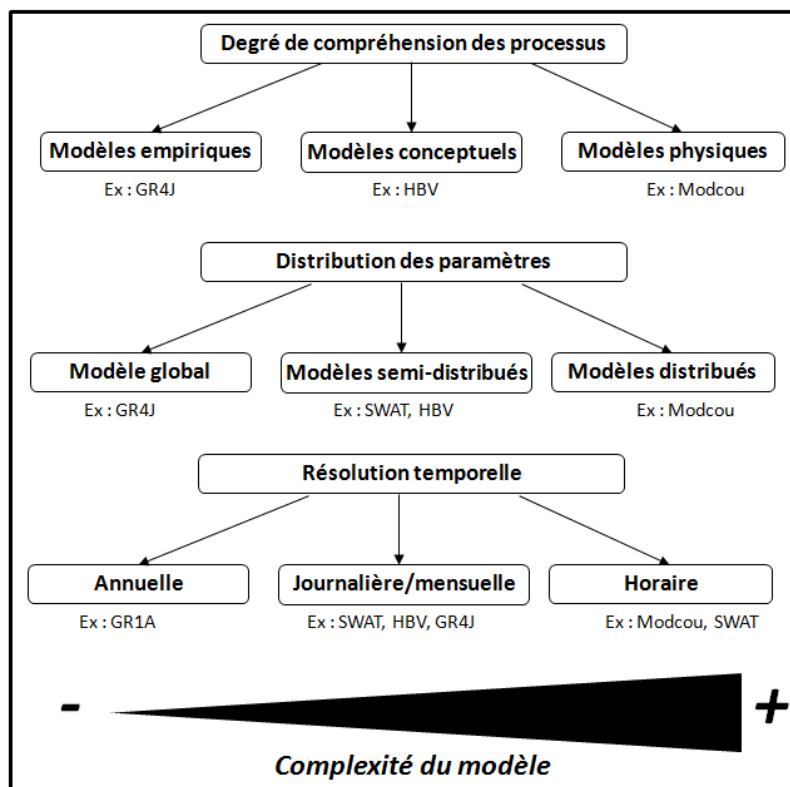 Degré de compréhension des processus
Modèles empiriques Modèles conceptuels Modèles physiques
Ex : GR4J Ex : HBV Ex : Modcou
Distribution des paramètres
Modèle global Modèles semi-distribués Modèles distribués
Ex : GR4J Ex : SWAT, HBV Ex : Modcou
Résolution temporelle
Annuelle Journalière/mensuelle Horaire
Ex : GR1A Ex : SWAT, HBV, GR4J Ex : Modcou, SWAT
- +
Complexité du modèle